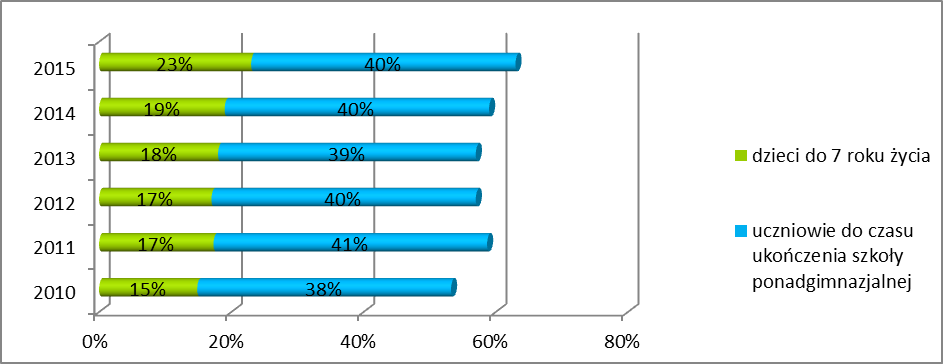 2015 23% 40%
2014 19% 40%
2013 18% 39%
2012 17% 40%
2011 17% 41%
2010 15% 38%
0% 20% 40% 60% 80%
dzieci do 7 roku życia
uczniowie do czasu
ukończenia szkoły
ponadgimnazjalnej